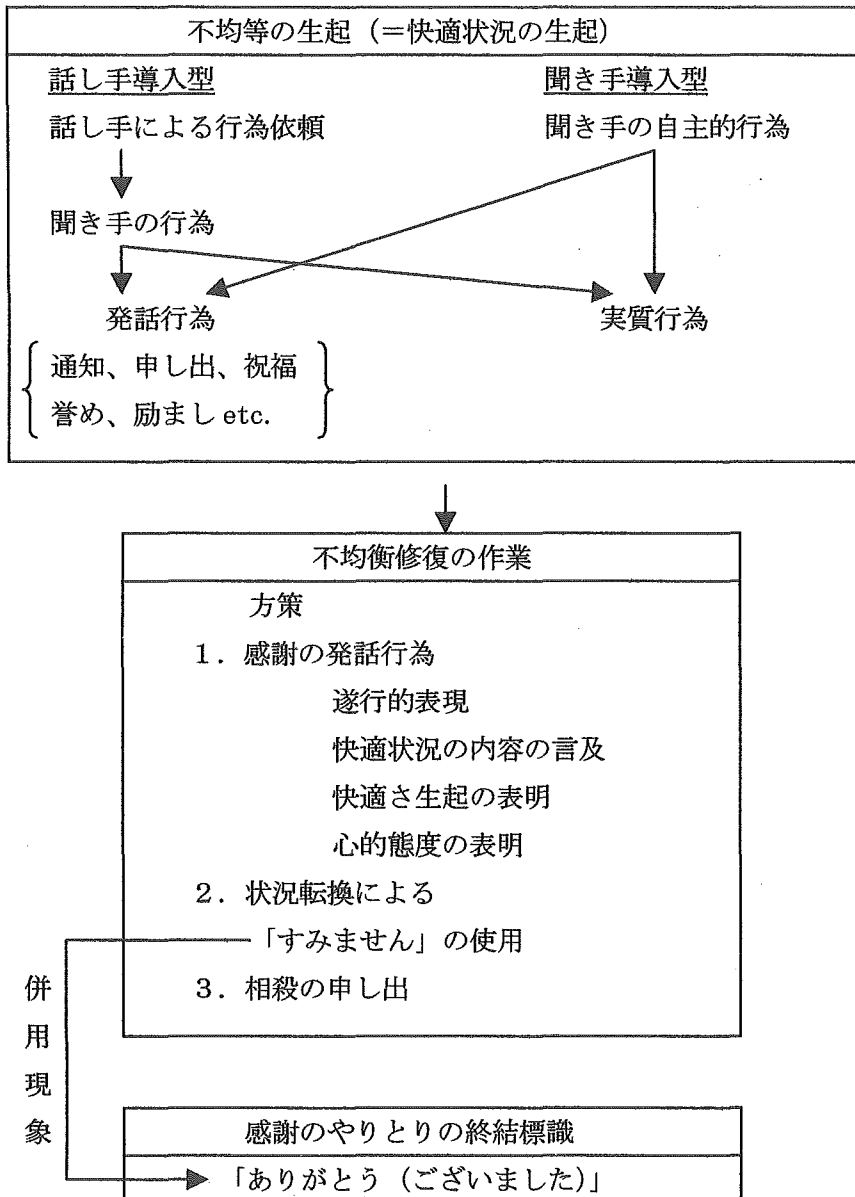 不均等の生起(=快適状況の生起)
話し手導入型 聞き手導入型
話し手による行為依頼 聞き手の自主的行為
聞き手の行為
発話行為 実質行為
通知、申し出、祝福
誉め、励まし etc.
不均衡修復の作業
方策
1.感謝の発話行為
遂行的表現
快適状況の内容の言及
快適さ生起の表明
心的態度の表明
2.状況転換による
「すみません」の使用
3.相殺の申し出
併用現象
感謝のやりとりの終結標識
「ありがとう(ございました)」